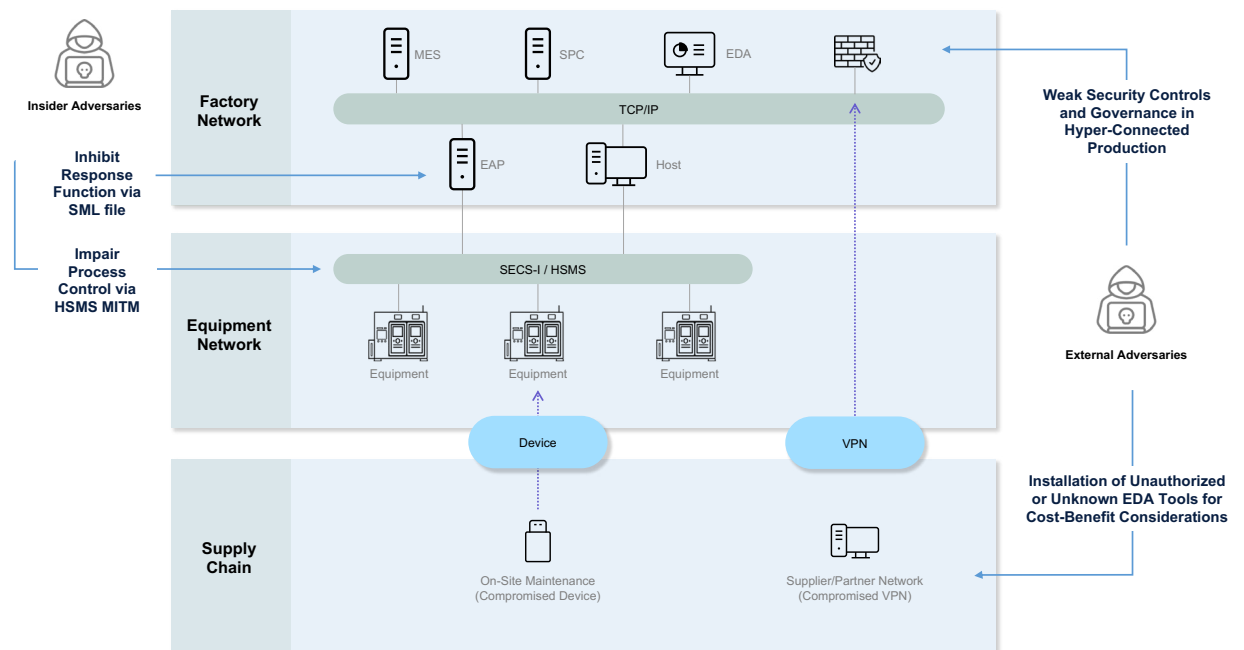 MES
SPC
EDA
Insider Adversaries
Factory
Network
TCP/IP
Weak Security Controls
and Governance in
Hyper-Connected
Production
Inhibit
Response
Function via
SML file
EAP
Host
Impair
Process
Control via
HSMS MITM
SECS-I / HSMS
Equipment
Network
Equipment
Equipment
Equipment
External Adversaries
Device
VPN
Installation of Unauthorized
or Unknown EDA Tools for
Cost-Benefit Considerations
Supply
Chain
On-Site Maintenance
(Compromised Device)
Supplier/Partner Network
(Compromised VPN)